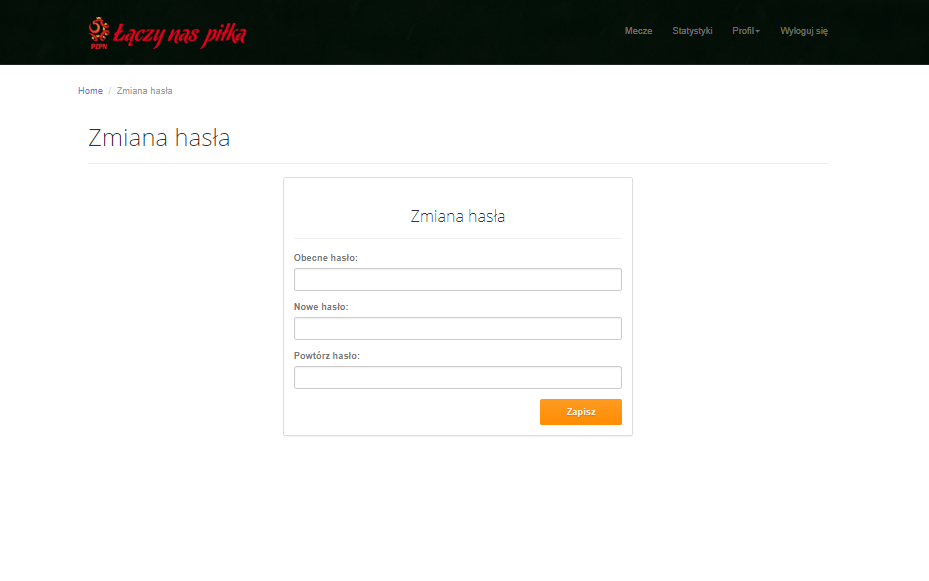 PZPN Łączy nas piłka
Mecze Statystyki Profil Wyloguj się
Home / Zmiana hasła
Zmiana hasła
Zmiana hasła
Obecne hasło:
Nowe hasło:
Powtórz hasło:
Zapisz